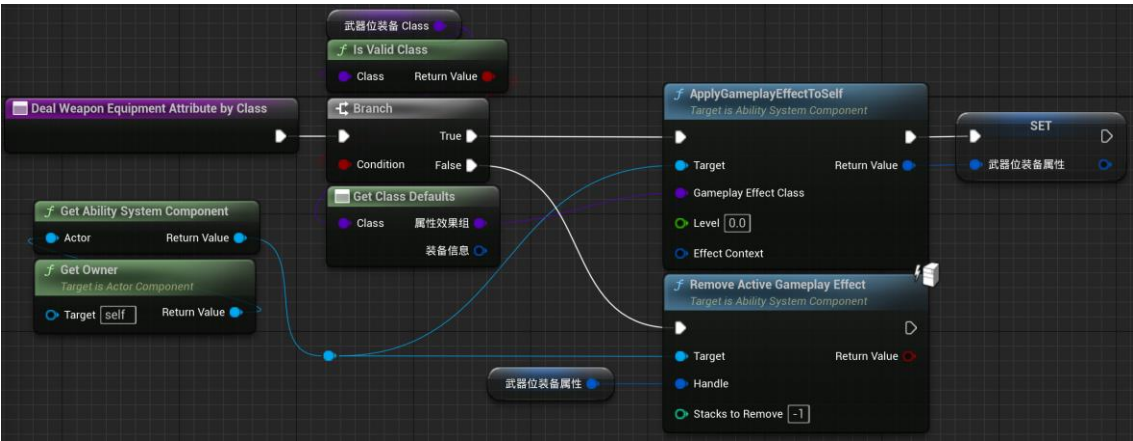 武器位装备 Class
f Is Valid Class
Class Return Value
Deal Weapon Equipment Attribute by Class
Branch
True
Condition False
Get Class Defaults
Class 属性效果组
装备信息
f Get Ability System Component
Actor Return Value
f Get Owner
Target is Actor Component
Target self Return Value
f ApplyGameplayEffectToSelf
Target is Ability System Component
Target Return Value
Gameplay Effect Class
Level 0.0
Effect Context
SET
武器位装备属性
f Remove Active Gameplay Effect
Target is Ability System Component
Target Return Value
武器位装备属性
Handle
Stacks to Remove -1